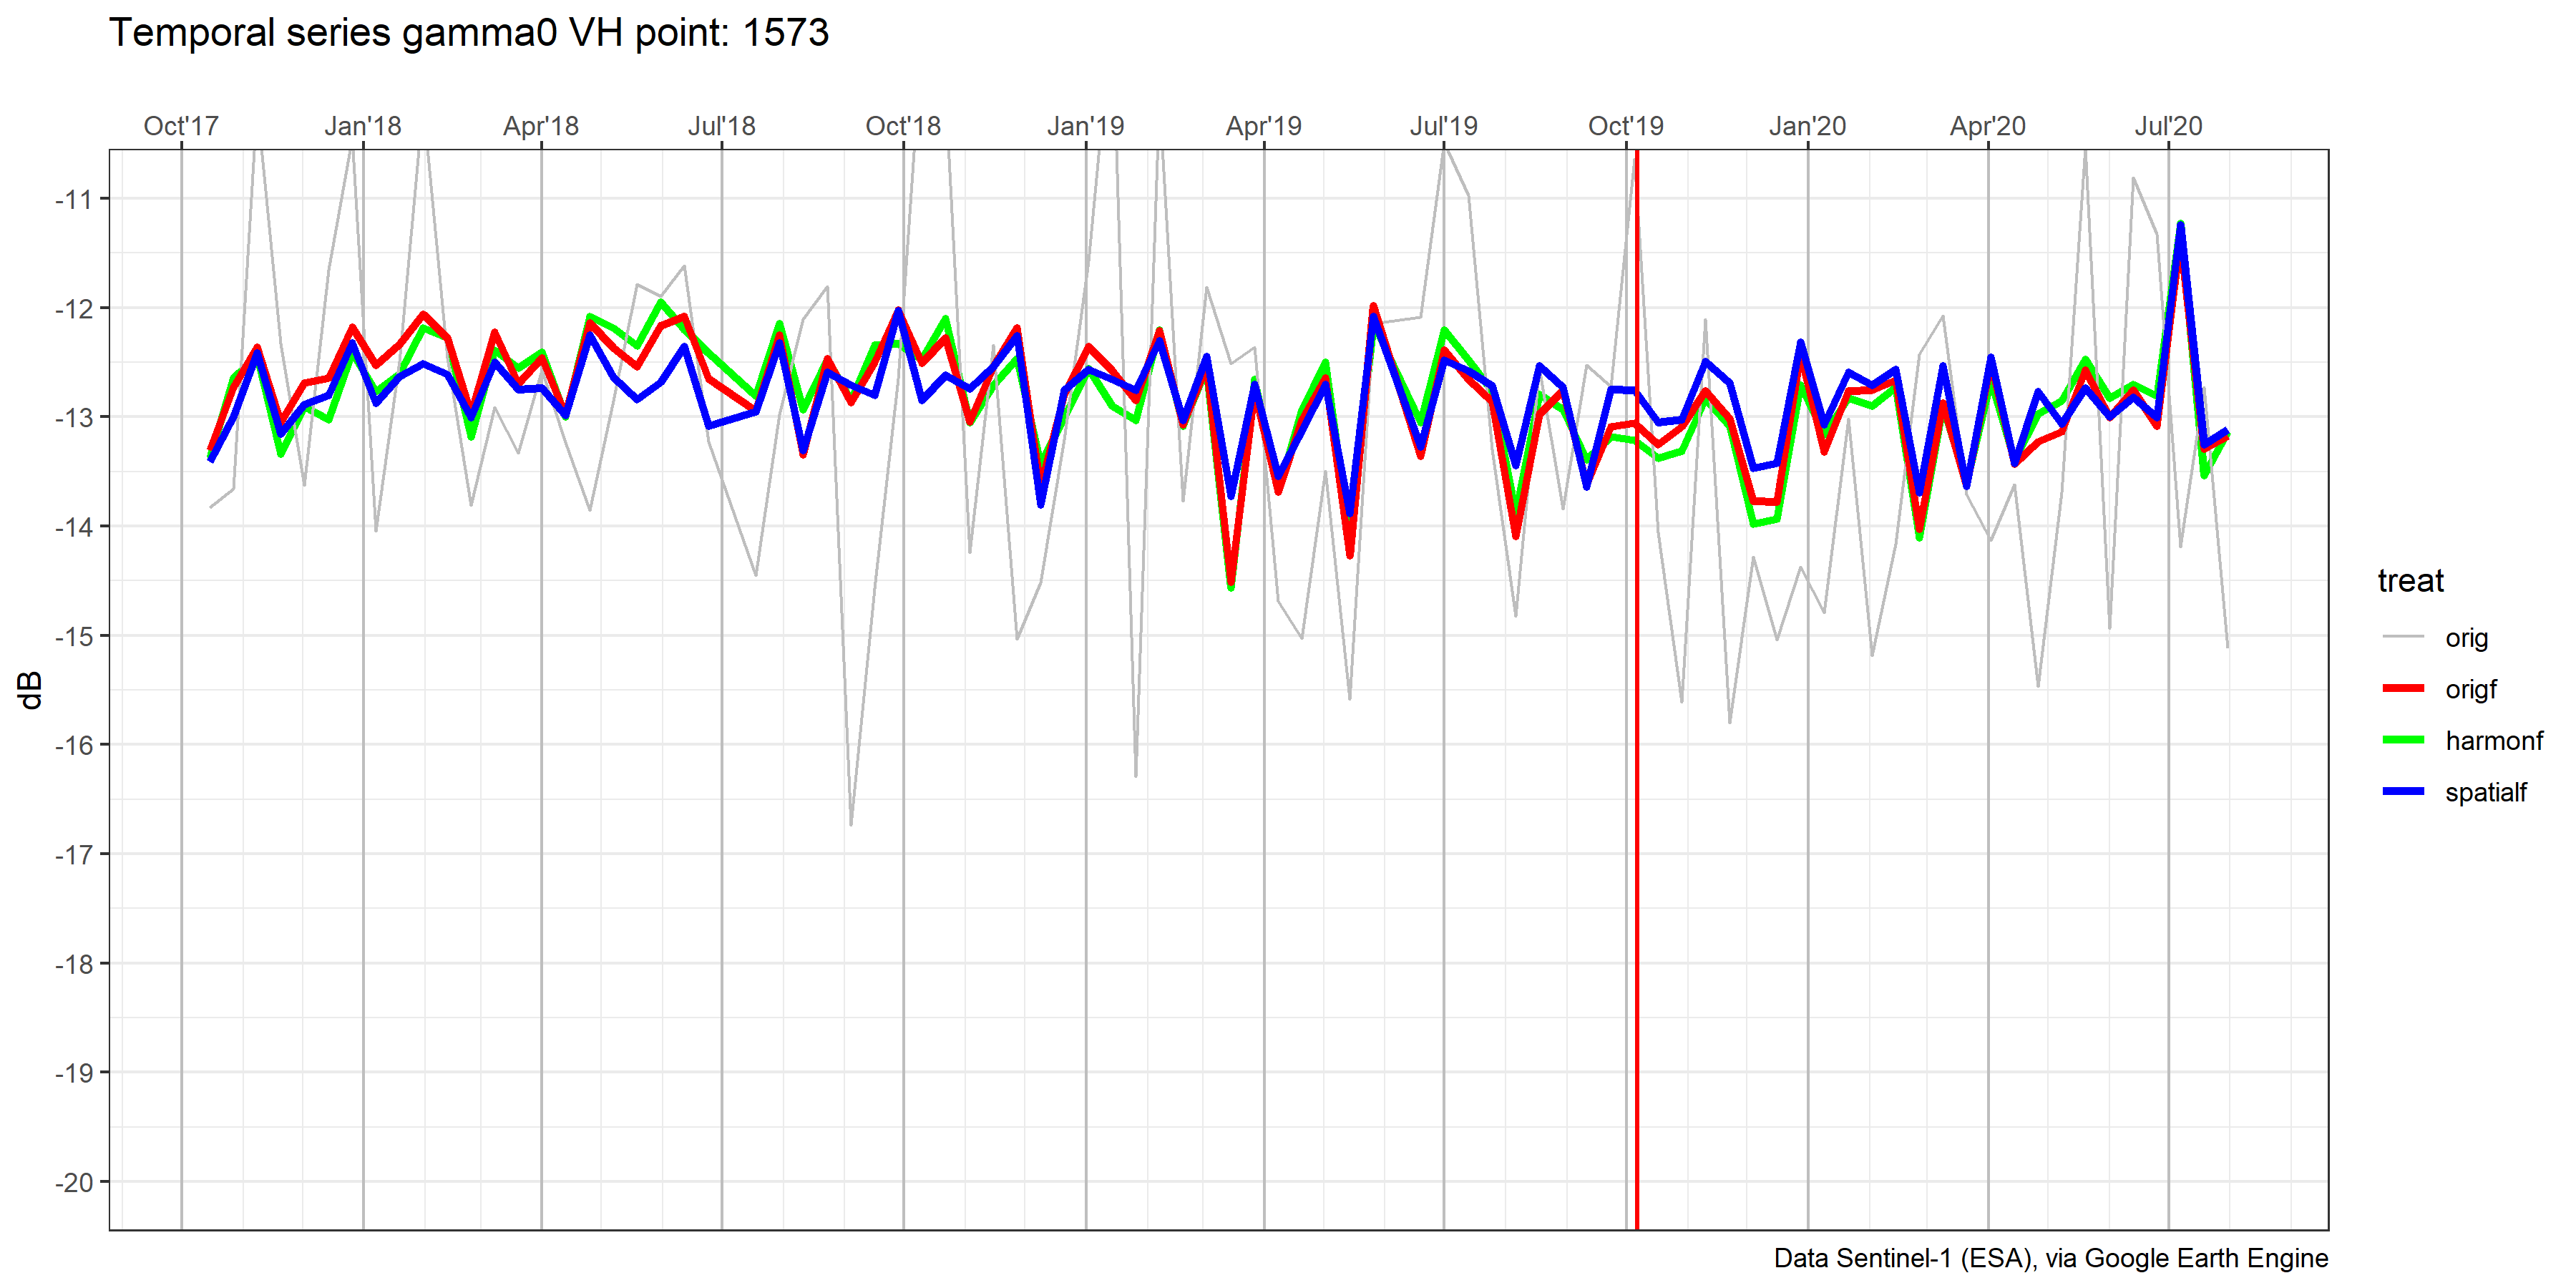 Temporal series gamma0 VH point: 1573
Oct'17 Jan'18 Apr'18 Jul'18 Oct'18 Jan'19 Apr'19 Jul'19 Oct'19 Jan'20 Apr'20 Jul'20
-11
-12
-13
-14
-15
-16
-17
-18
-19
-20
dB
treat
orig
origf
harmonf
spatialf
Data Sentinel-1 (ESA), via Google Earth Engine